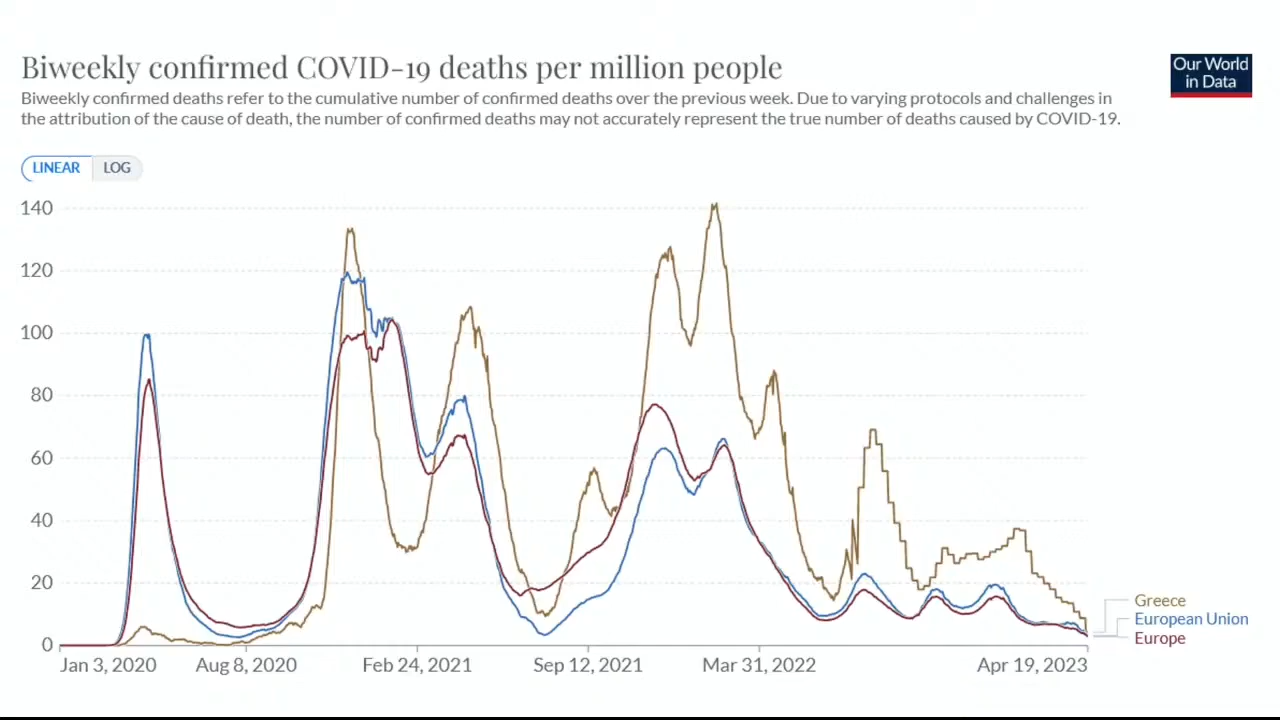 Biweekly confirmed COVID-19 deaths per million people
Our World
in Data
Biweekly confirmed deaths refer to the cumulative number of confirmed deaths over the previous week. Due to varying protocols and challenges in
the attribution of the cause of death, the number of confirmed deaths may not accurately represent the true number of deaths caused by COVID-19.
LINEAR LOG
140
120
100
80
60
40
20
0
Greece
European Union
Europe
Jan 3, 2020 Aug 8, 2020 Feb 24, 2021 Sep 12, 2021 Mar 31, 2022 Apr 19, 2023